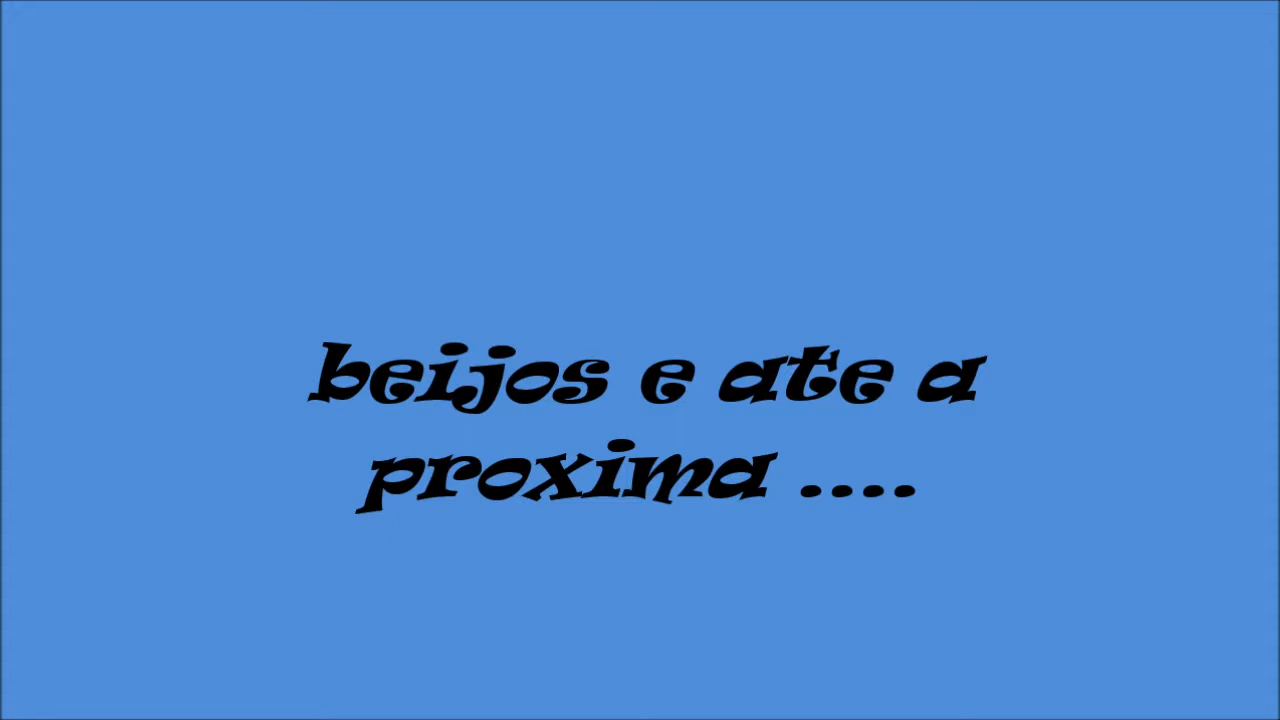 beijos e ate a
proxima ....